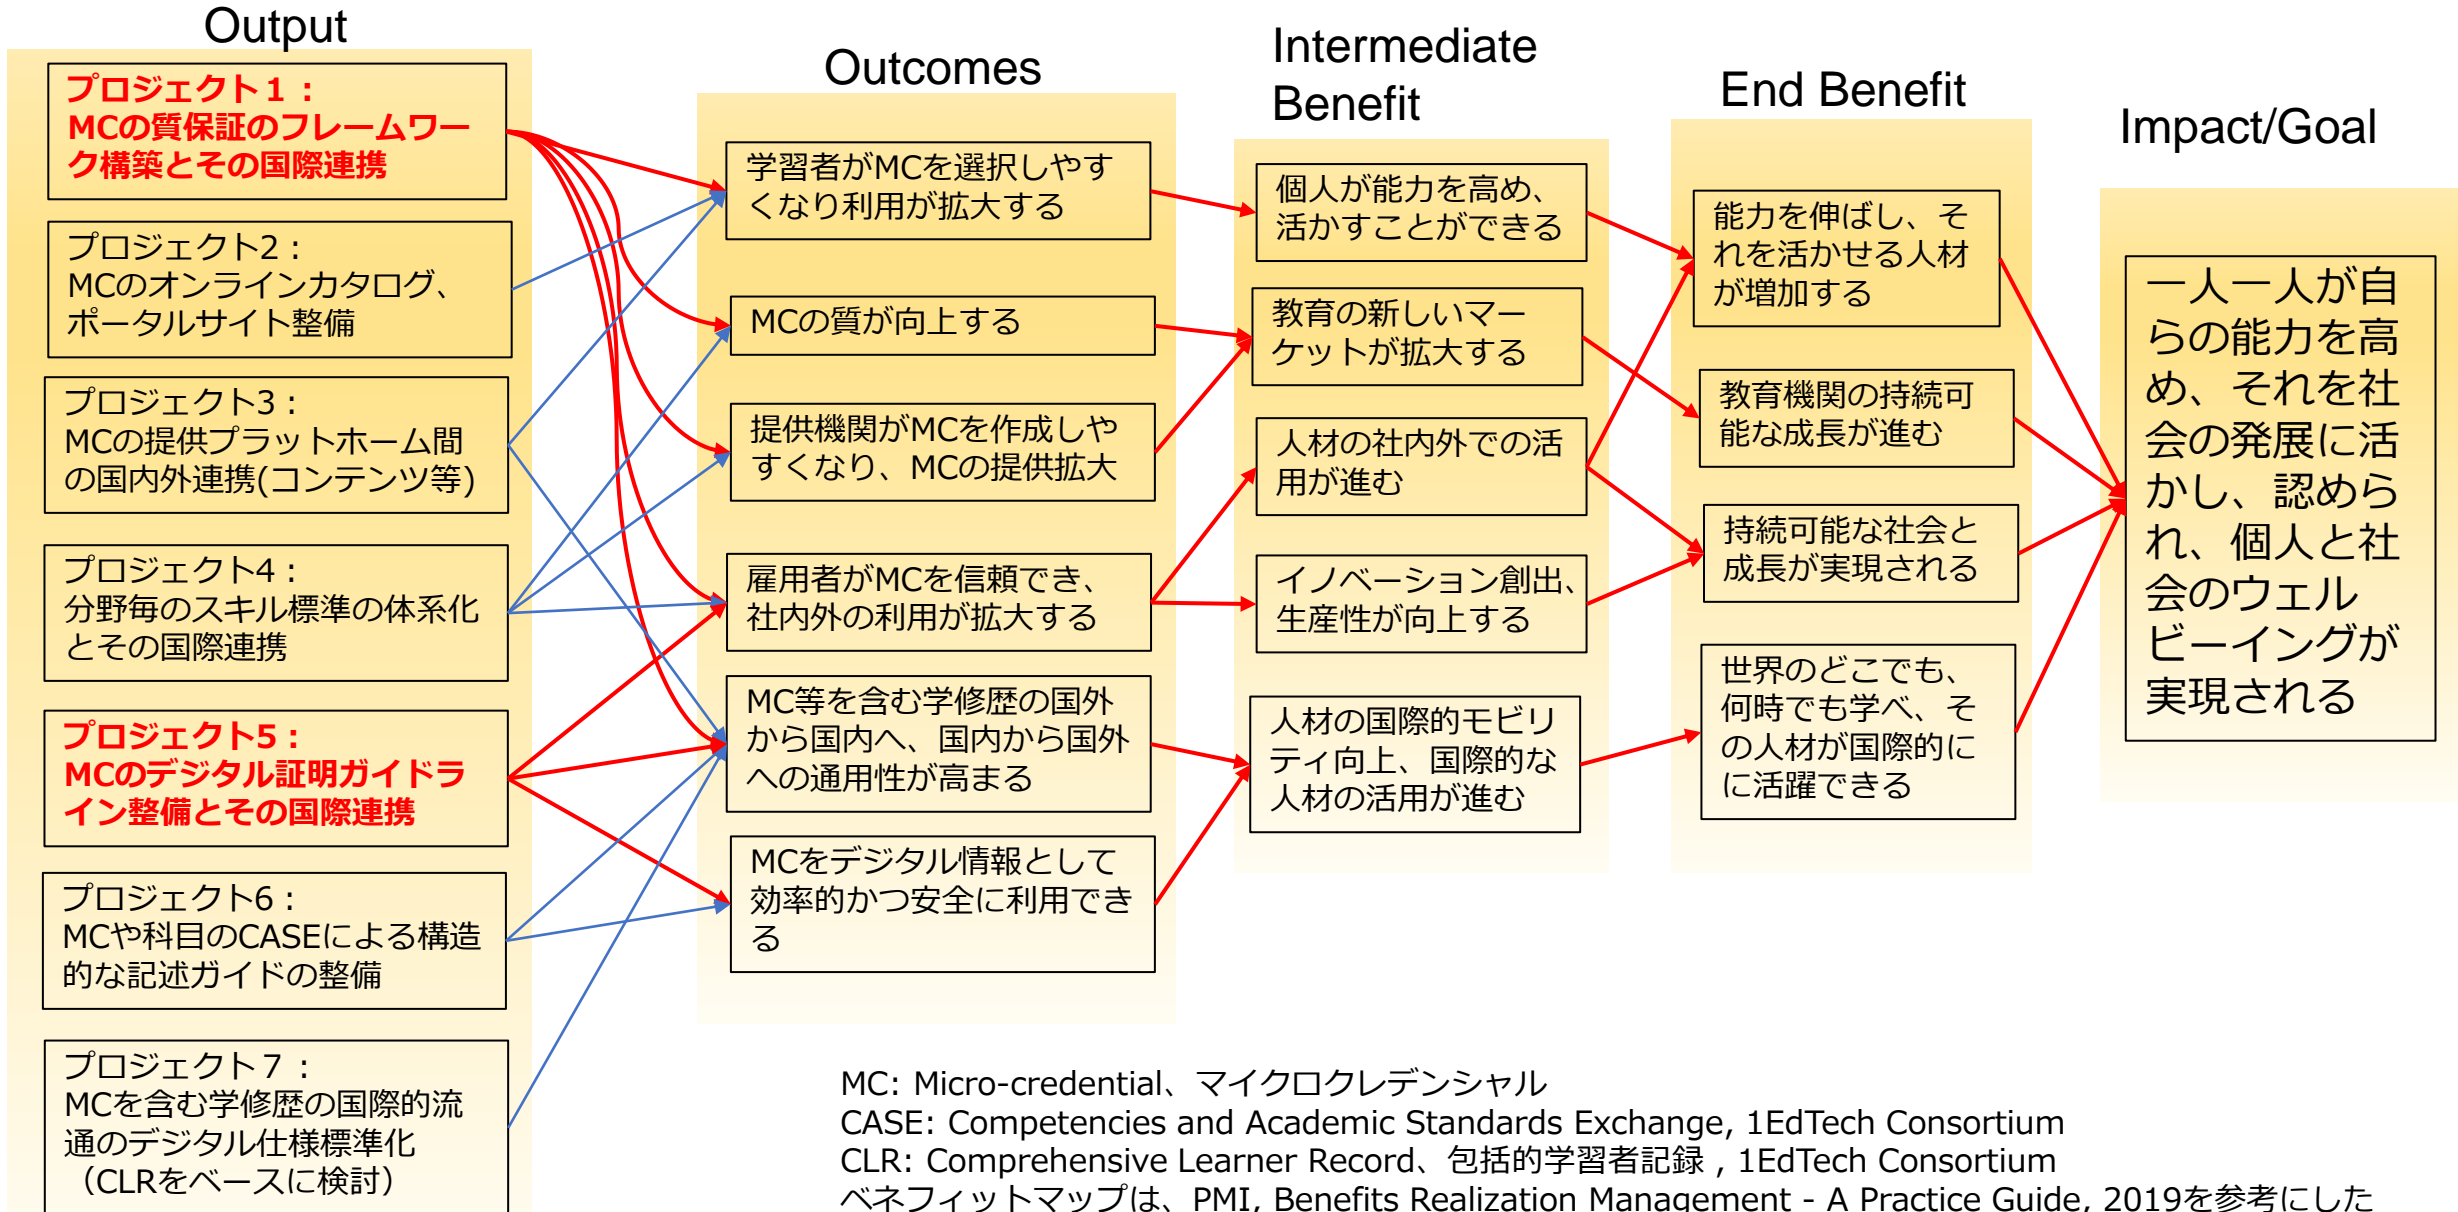 Output
プロジェクト１：
MCの質保証のフレームワー
ク構築とその国際連携
プロジェクト2：
MCのオンラインカタログ、
ポータルサイト整備
プロジェクト3：
MCの提供プラットホーム間
の国内外連携(コンテンツ等)
プロジェクト4：
分野毎のスキル標準の体系化
とその国際連携
プロジェクト5：
MCのデジタル証明ガイドラ
イン整備とその国際連携
プロジェクト6：
MCや科目のCASEによる構造
的な記述ガイドの整備
プロジェクト７：
MCを含む学修歴の国際的流
通のデジタル仕様標準化
（CLRをベースに検討）
Outcomes
学習者がMCを選択しやす
くなり利用が拡大する
MCの質が向上する
提供機関がMCを作成しや
すくなり、MCの提供拡大
雇用者がMCを信頼でき、
社内外の利用が拡大する
MC等を含む学修歴の国外
から国内へ、国内から国外
への通用性が高まる
MCをデジタル情報として
効率的かつ安全に利用でき
る
Intermediate
Benefit
個人が能力を高め、
活かすことができる
教育の新しいマー
ケットが拡大する
人材の社内外での活
用が進む
イノベーション創出、
生産性が向上する
人材の国際的モビリ
ティ向上、国際的な
人材の活用が進む
End Benefit
能力を伸ばし、そ
れを活かせる人材
が増加する
教育機関の持続可
能な成長が進む
持続可能な社会と
成長が実現される
世界のどこでも、
何時でも学べ、そ
の人材が国際的に
に活躍できる
Impact/Goal
一人一人が自
らの能力を高
め、それを社
会の発展に活
かし、認めら
れ、個人と社
会のウェル
ビーイングが
実現される
MC: Micro-credential、マイクロクレデンシャル
CASE: Competencies and Academic Standards Exchange, 1EdTech Consortium
CLR: Comprehensive Learner Record、包括的学習者記録 , 1EdTech Consortium
ベネフィットマップは、PMI, Benefits Realization Management - A Practice Guide, 2019を参考にした